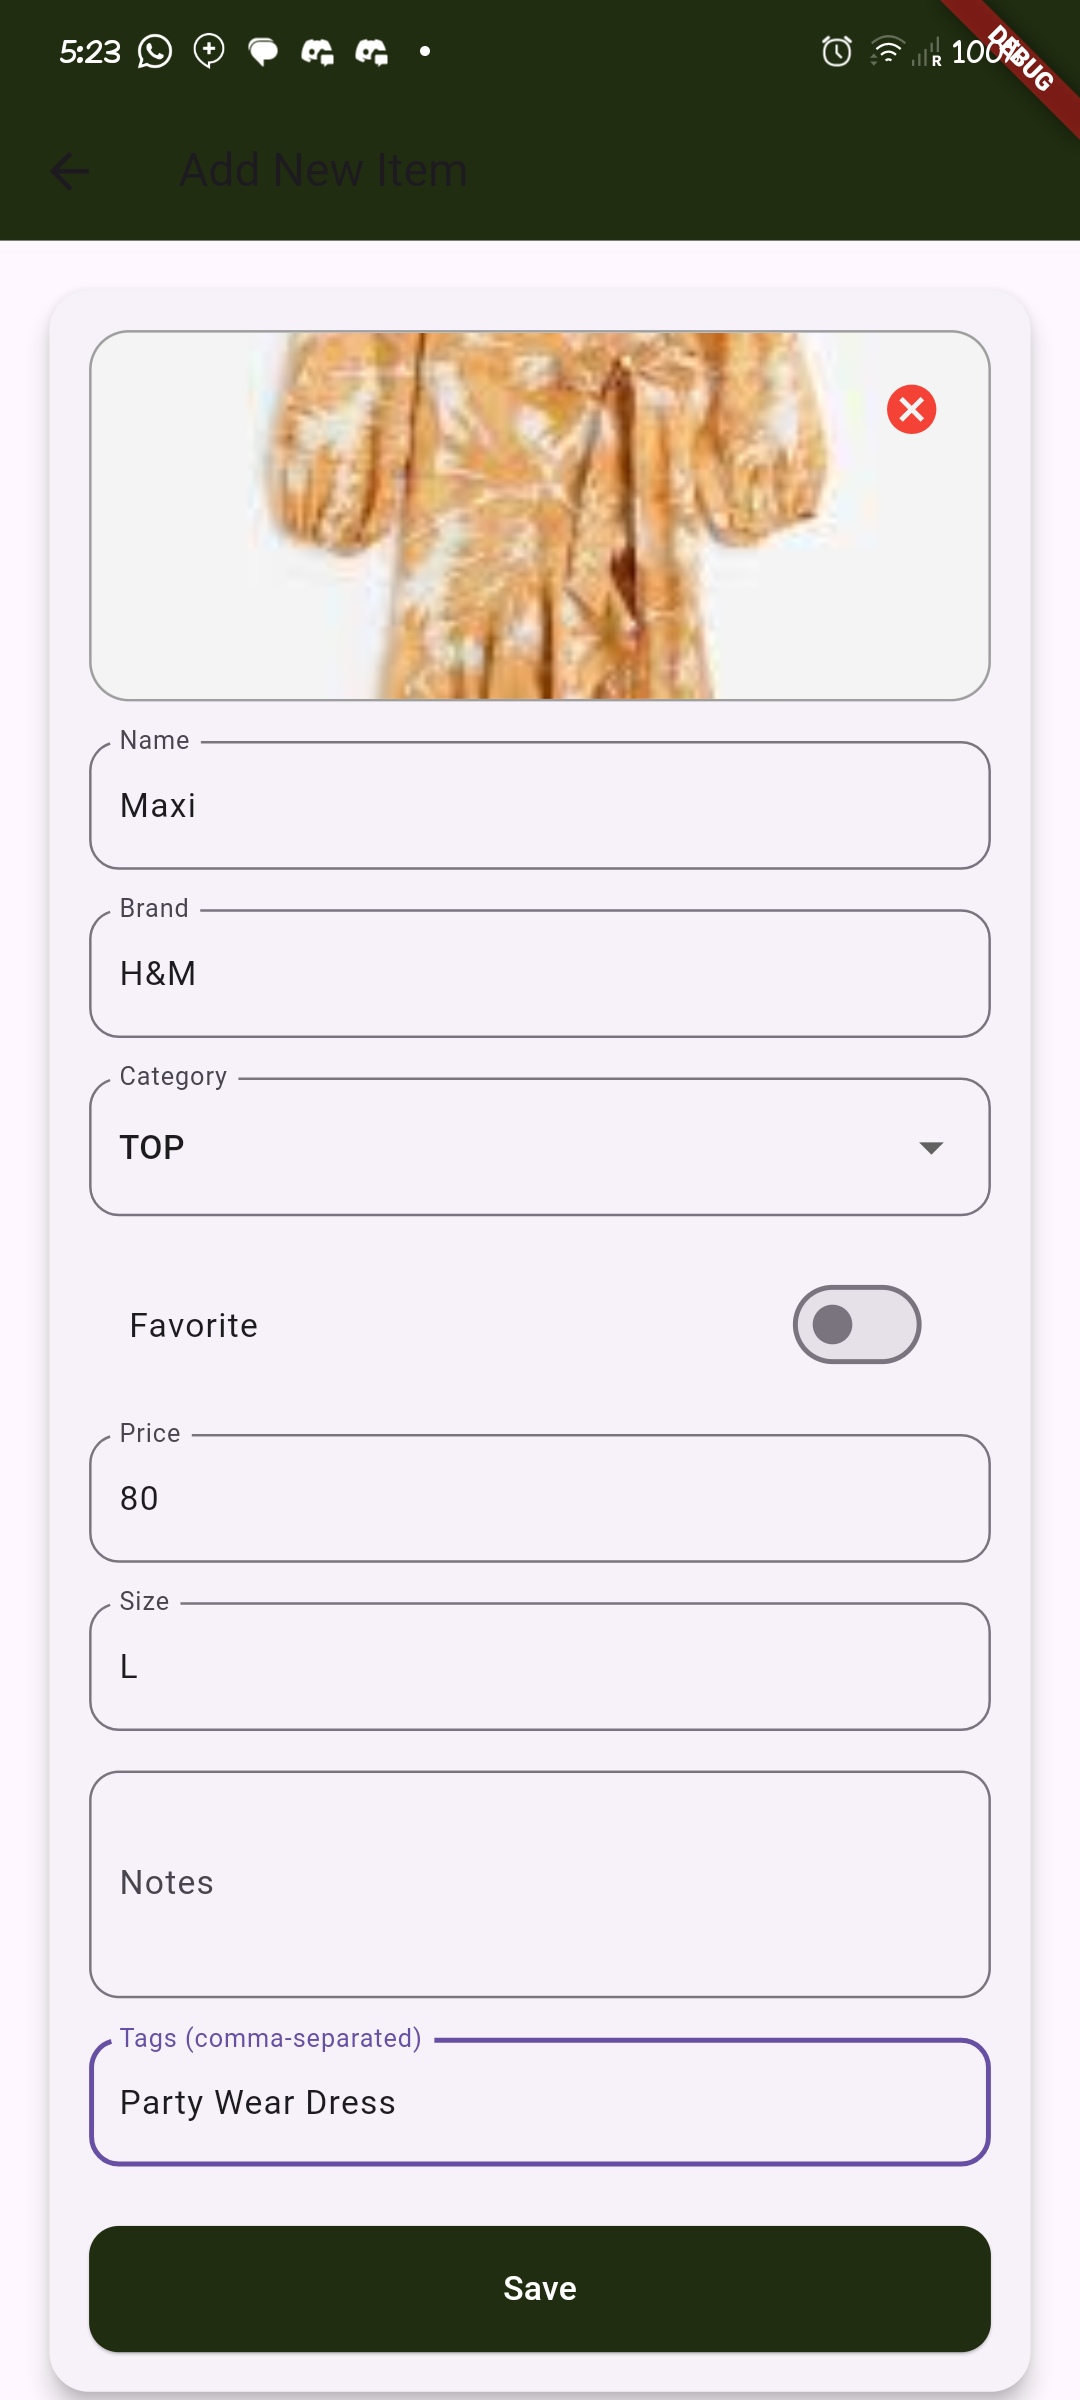 5:23
100%
DEBUG
Add New Item
Name
Maxi
Brand
H&M
Category
TOP
Favorite
Price
80
Size
L
Notes
Tags (comma-separated)
Party Wear Dress
Save